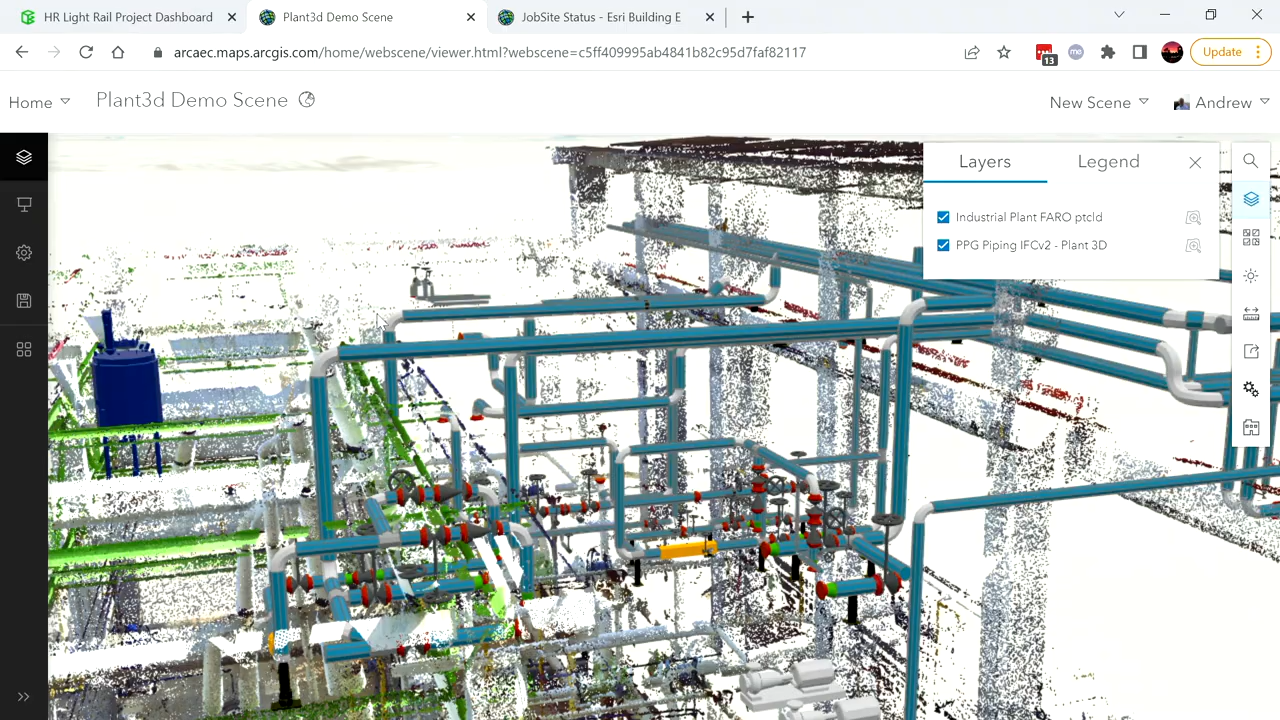 HR Light Rail Project Dashboard
Plant3d Demo Scene
JobSite Status - Esri Building E
arcaec.maps.arcgis.com/home/webscene/viewer.html?webscene=c5ff409995ab4841b82c95d7faf82117
13
me
Update
Home
Plant3d Demo Scene
New Scene
Andrew
Layers
Legend
Industrial Plant FARO ptcld
PPG Piping IFCv2 - Plant 3D